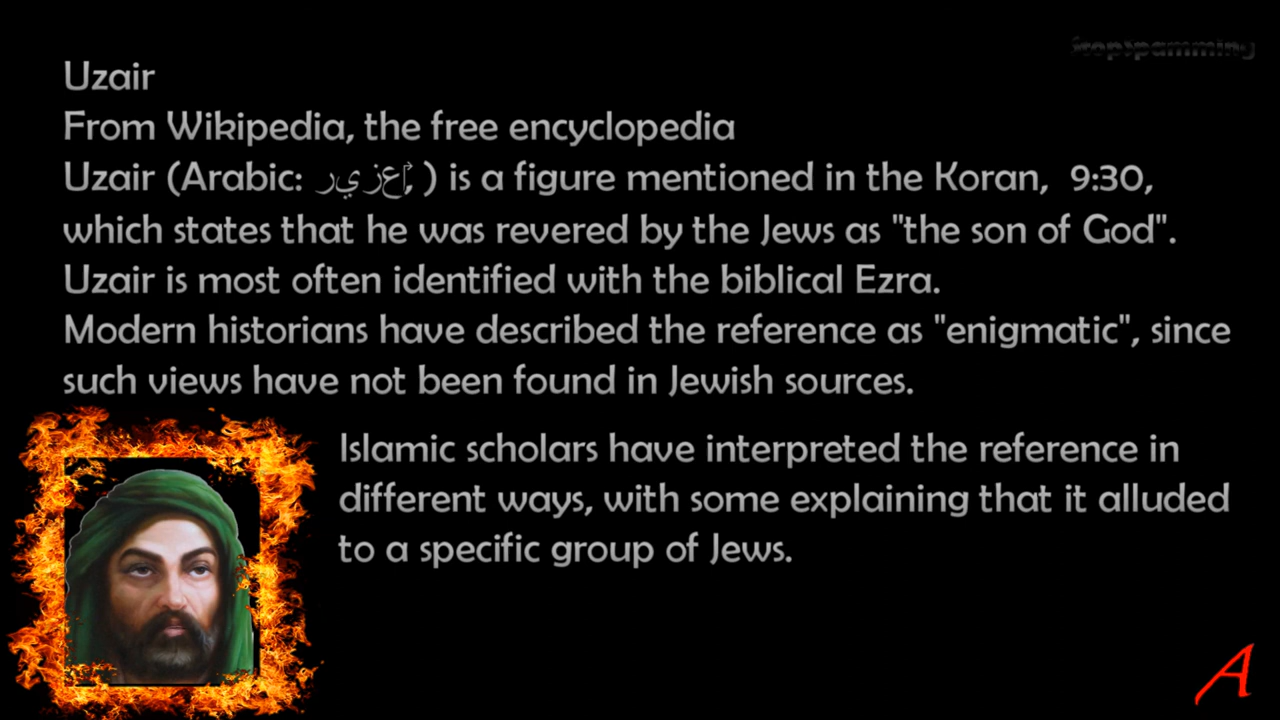 stopspamming
Uzair
From Wikipedia, the free encyclopedia
Uzair (Arabic: عزير, ) is a figure mentioned in the Koran, 9:30,
which states that he was revered by the Jews as "the son of God".
Uzair is most often identified with the biblical Ezra.
Modern historians have described the reference as "enigmatic", since
such views have not been found in Jewish sources.
Islamic scholars have interpreted the reference in
different ways, with some explaining that it alluded
to a specific group of Jews.
A